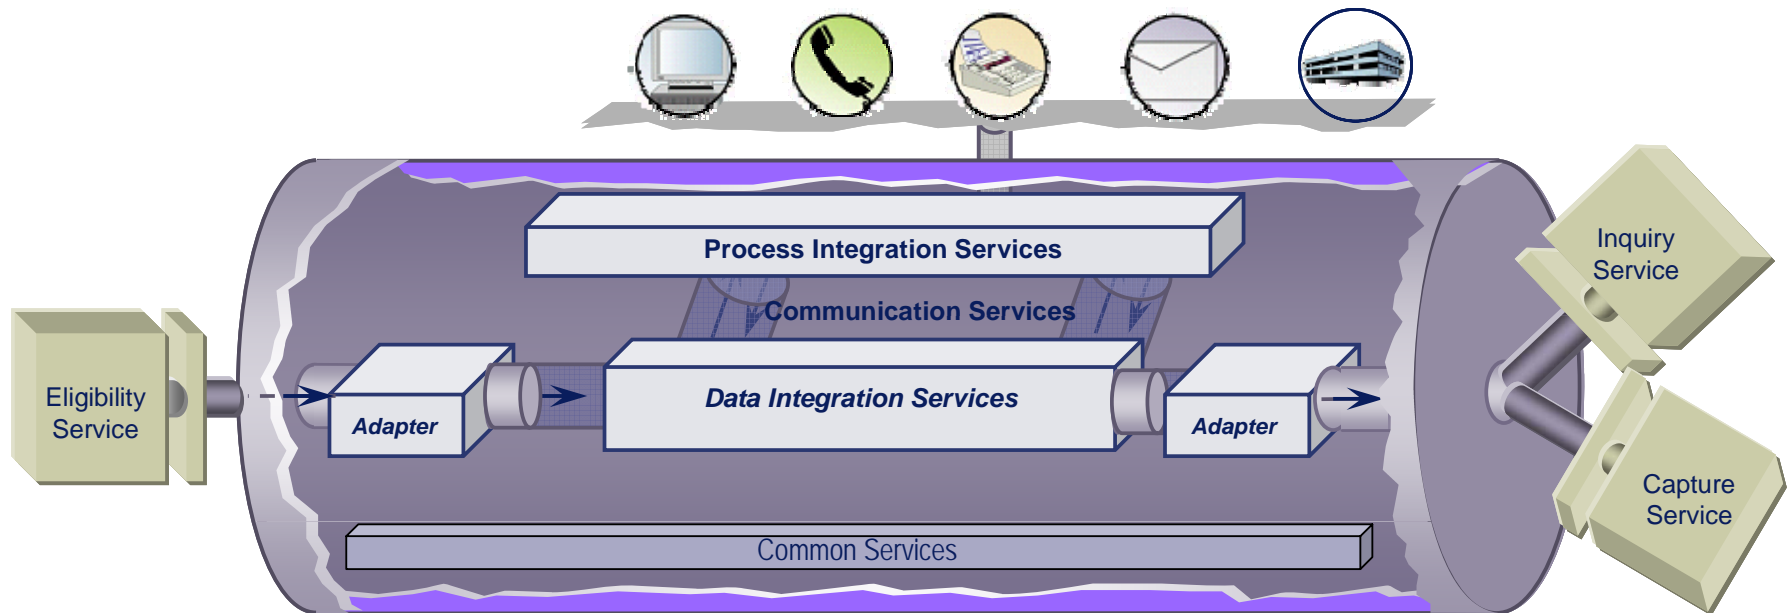 Process Integration Services
Inquiry
Service
Communication Services
Eligibility
Service
Adapter
Data Integration Services
Adapter
Capture
Service
Common Services